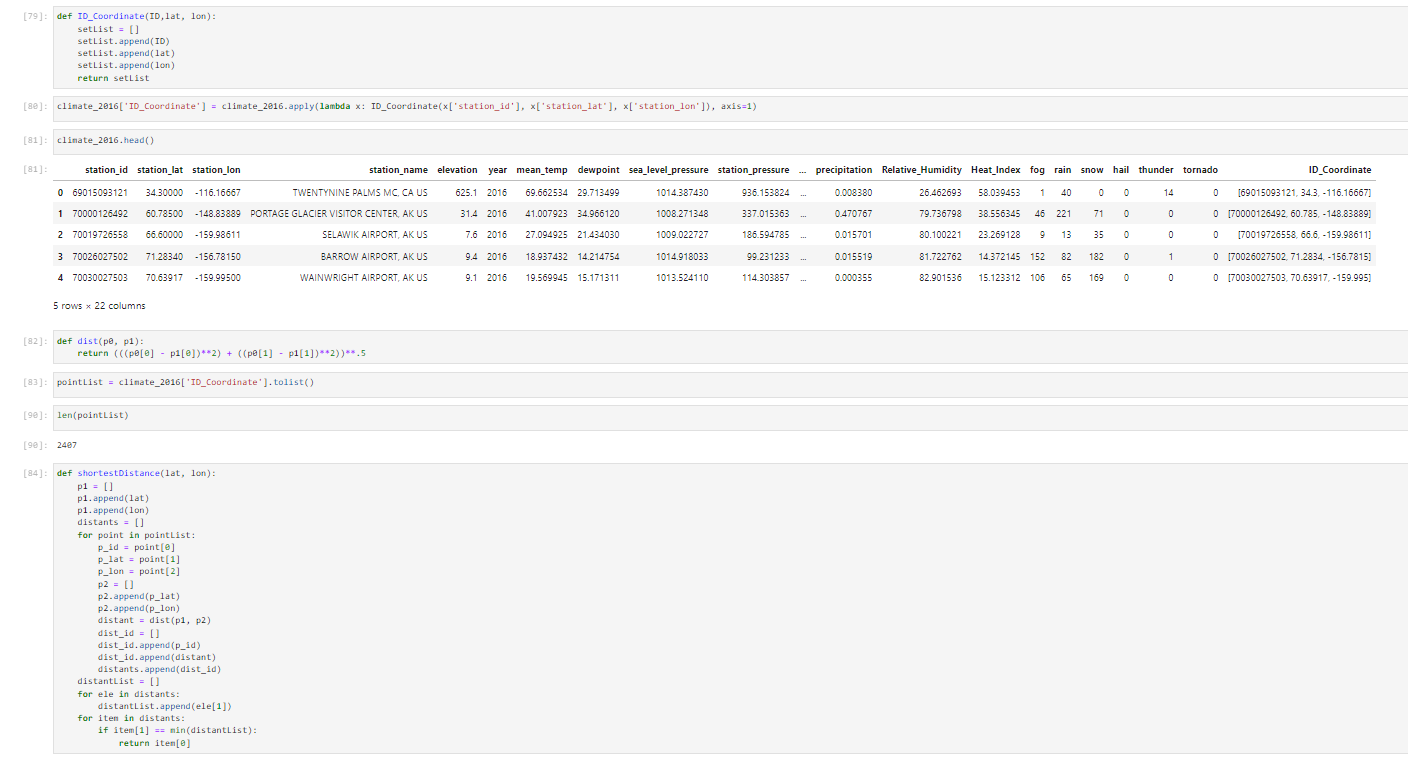 [79]: def ID_Coordinate(ID,lat, lon):
    setList = []
    setList.append(ID)
    setList.append(lat)
    setList.append(lon)
    return setList
[80]: climate_2016['ID_Coordinate'] = climate_2016.apply(lambda x: ID_Coordinate(x['station_id'], x['station_lat'], x['station_lon']), axis=1)
[81]: climate_2016.head()
[81]: station_id station_lat station_lon station_name elevation year mean_temp dewpoint sea_level_pressure station_pressure ... precipitation Relative_Humidity Heat_Index fog rain snow hail thunder tornado ID_Coordinate
0 69015093121 34.30000 -116.16667 TWENTYNINE PALMS MC, CA US 625.1 2016 69.662534 29.713499 1014.387430 936.153824 ... 0.008380 26.462693 58.039453 1 40 0 0 14 0 [69015093121, 34.3, -116.16667]
1 70000126492 60.78500 -148.83889 PORTAGE GLACIER VISITOR CENTER, AK US 31.4 2016 41.007923 34.966120 1008.271348 337.015363 ... 0.470767 79.736798 38.556345 46 221 71 0 0 0 [70000126492, 60.785, -148.83889]
2 70019726558 66.60000 -159.98611 SELAWIK AIRPORT, AK US 7.6 2016 27.094925 21.434030 1009.022727 186.594785 ... 0.015701 80.100221 23.269128 9 13 35 0 0 0 [70019726558, 66.6, -159.98611]
3 70026027502 71.28340 -156.78150 BARROW AIRPORT, AK US 9.4 2016 18.937432 14.214754 1014.918033 99.231233 ... 0.015519 81.722762 14.372145 152 82 182 0 1 0 [70026027502, 71.2834, -156.7815]
4 70030027503 70.63917 -159.99500 WAINWRIGHT AIRPORT, AK US 9.1 2016 19.569945 15.171311 1013.524110 114.303857 ... 0.000355 82.901536 15.123312 106 65 169 0 0 0 [70030027503, 70.63917, -159.995]
5 rows × 22 columns
[82]: def dist(p0, p1):
    return (((p0[0] - p1[0])**2) + ((p0[1] - p1[1])**2))**.5
[83]: pointList = climate_2016['ID_Coordinate'].tolist()
[90]: len(pointList)
[90]: 2407
[84]: def shortestDistance(lat, lon):
    p1 = []
    p1.append(lat)
    p1.append(lon)
    distants = []
    for point in pointList:
        p_id = point[0]
        p_lat = point[1]
        p_lon = point[2]
        p2 = []
        p2.append(p_lat)
        p2.append(p_lon)
        distant = dist(p1, p2)
        dist_id = []
        dist_id.append(p_id)
        dist_id.append(distant)
        distants.append(dist_id)
    distantList = []
    for ele in distants:
        distantList.append(ele[1])
    for item in distants:
        if item[1] == min(distantList):
            return item[0]